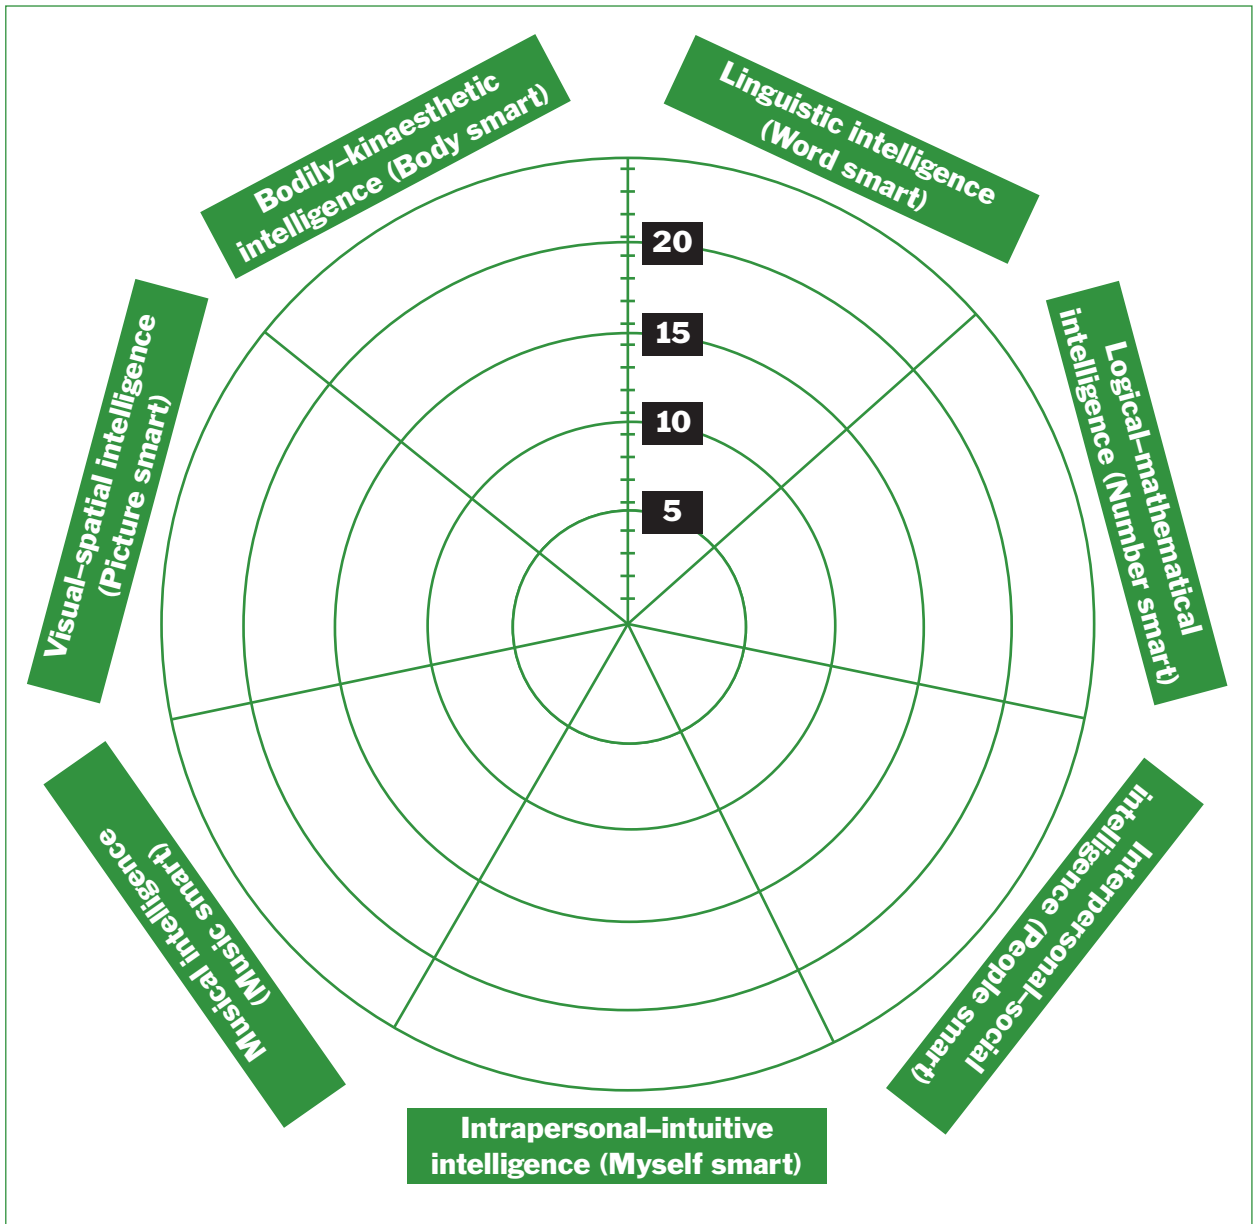 Linguistic intelligence
(Word smart)
Logical–mathematical
intelligence (Number smart)
Interpersonal–social
intelligence (People smart)
Intrapersonal–intuitive
intelligence (Myself smart)
Musical intelligence
(Music smart)
Visual–spatial intelligence
(Picture smart)
Bodily–kinaesthetic
intelligence (Body smart)
20
15
10
5